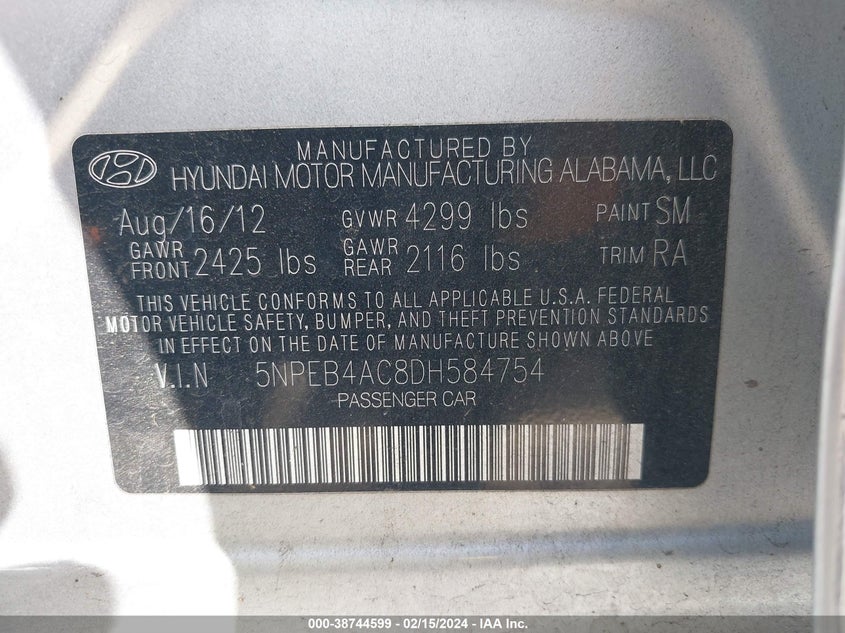 MANUFACTURED BY
HYUNDAI MOTOR MANUFACTURING ALABAMA, LLC
Aug/16/12 GVWR 4299 lbs PAINT SM
GAWR FRONT 2425 lbs GAWR REAR 2116 lbs TRIM RA
THIS VEHICLE CONFORMS TO ALL APPLICABLE U.S.A. FEDERAL
MOTOR VEHICLE SAFETY, BUMPER, AND THEFT PREVENTION STANDARDS
IN EFFECT ON THE DATE OF MANUFACTURE SHOWN ABOVE
V.I.N 5NPEB4AC8DH584754
PASSENGER CAR
000-38744599 - 02/15/2024 - IAA Inc.